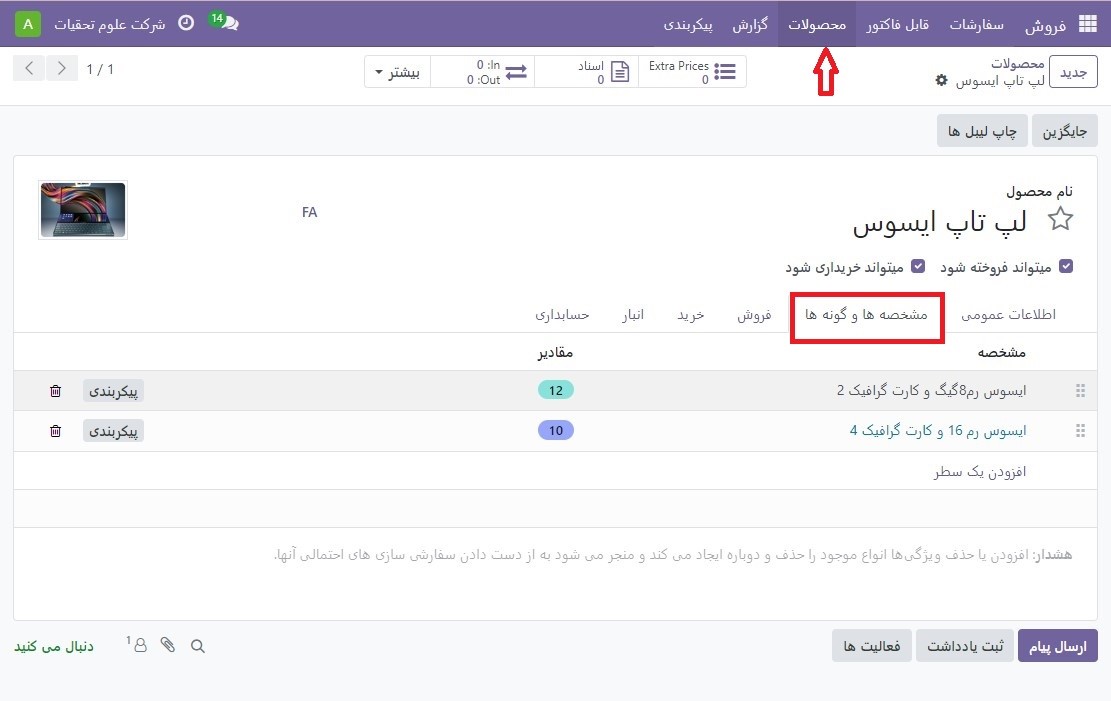 فروش سفارشات قابل فاکتور محصولات گزارش پیکربندی 14 شرکت علوم تحقیات A
جدید محصولات Extra Prices اسناد In: 0 بیشتر 1 / 1
لپ تاپ ایسوس 0 0 Out: 0
جایگزین چاپ لیبل ها
نام محصول
لپ تاپ ایسوس FA
میتواند فروخته شود میتواند خریداری شود
اطلاعات عمومی مشخصه ها و گونه ها فروش خرید انبار حسابداری
مشخصه مقادیر
ایسوس رم8گیگ و کارت گرافیک 2 12 پیکربندی
ایسوس رم 16 و کارت گرافیک 4 10 پیکربندی
افزودن یک سطر
هشدار: افزودن یا حذف ویژگی‌ها انواع موجود را حذف و دوباره ایجاد می کند و منجر می شود به از دست دادن سفارشی سازی های احتمالی آنها.
ارسال پیام ثبت یادداشت فعالیت ها 1 دنبال می کنید